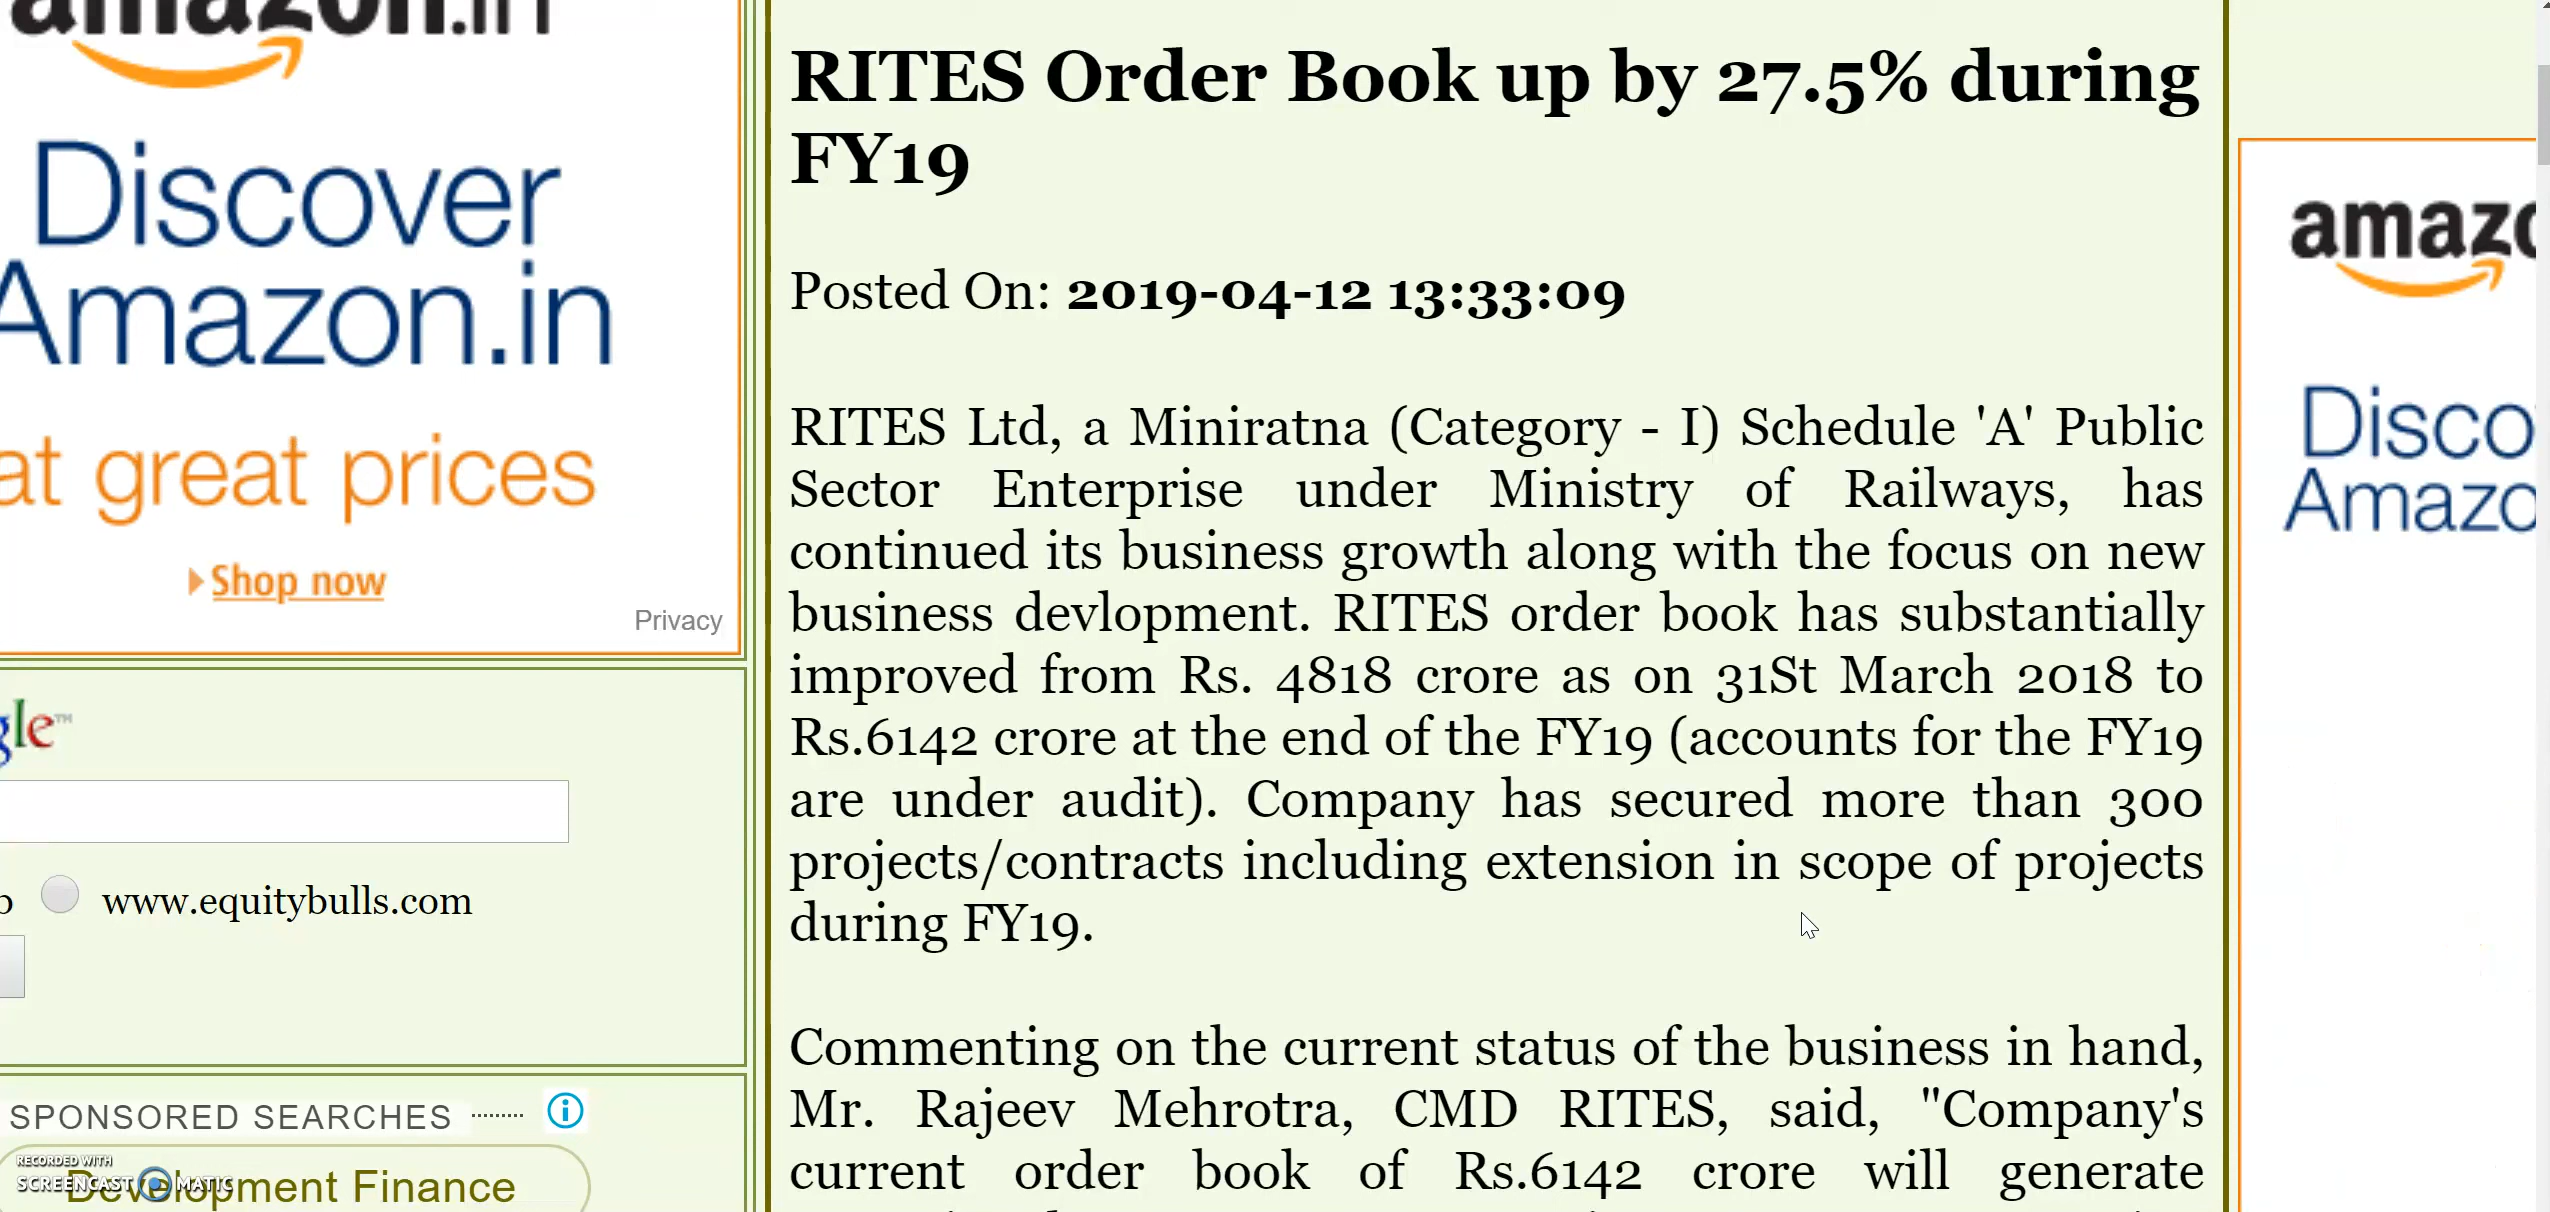 amazon.in
Discover
Amazon.in
at great prices
Shop now
Privacy
gle™
www.equitybulls.com
SPONSORED SEARCHES
Development Finance
RECORDED WITH
SCREENCAST MATIC
RITES Order Book up by 27.5% during
FY19
Posted On: 2019-04-12 13:33:09
RITES Ltd, a Miniratna (Category - I) Schedule 'A' Public
Sector Enterprise under Ministry of Railways, has
continued its business growth along with the focus on new
business devlopment. RITES order book has substantially
improved from Rs. 4818 crore as on 31St March 2018 to
Rs.6142 crore at the end of the FY19 (accounts for the FY19
are under audit). Company has secured more than 300
projects/contracts including extension in scope of projects
during FY19.
Commenting on the current status of the business in hand,
Mr. Rajeev Mehrotra, CMD RITES, said, "Company's
current order book of Rs.6142 crore will generate
amazo
Disco
Amazo